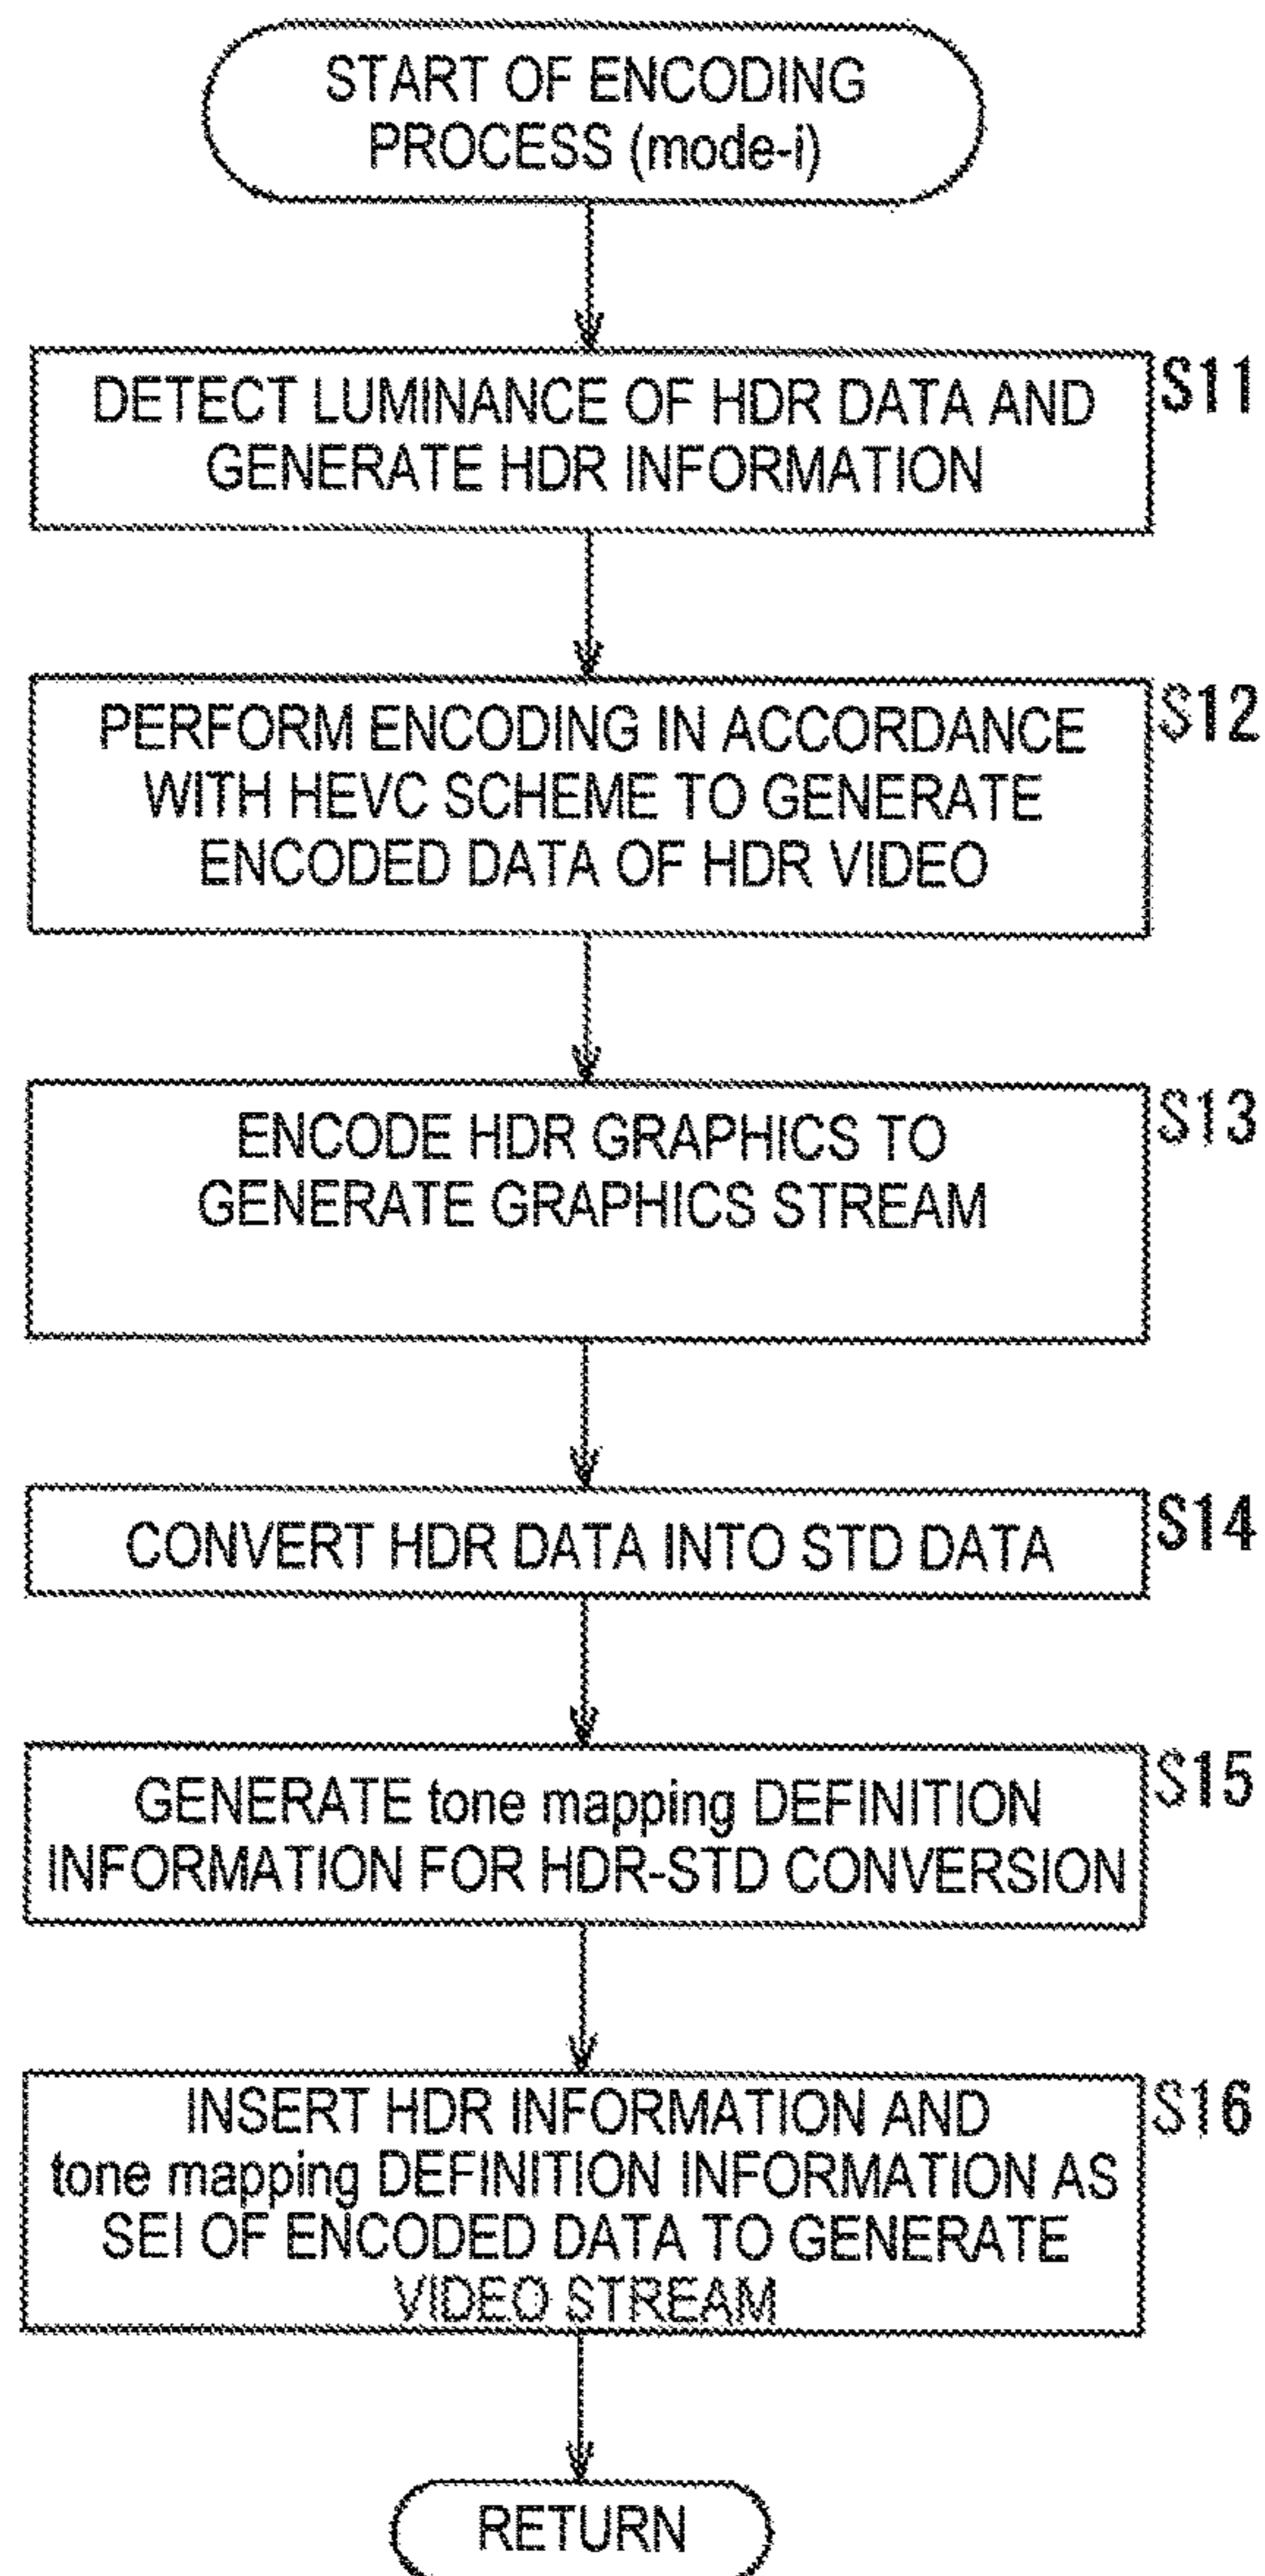 START OF ENCODING
PROCESS (mode-i)
DETECT LUMINANCE OF HDR DATA AND
GENERATE HDR INFORMATION
S11
PERFORM ENCODING IN ACCORDANCE
WITH HEVC SCHEME TO GENERATE
ENCODED DATA OF HDR VIDEO
S12
ENCODE HDR GRAPHICS TO
GENERATE GRAPHICS STREAM
S13
CONVERT HDR DATA INTO STD DATA
S14
GENERATE tone mapping DEFINITION
INFORMATION FOR HDR-STD CONVERSION
S15
INSERT HDR INFORMATION AND
tone mapping DEFINITION INFORMATION AS
SEI OF ENCODED DATA TO GENERATE
VIDEO STREAM
S16
RETURN